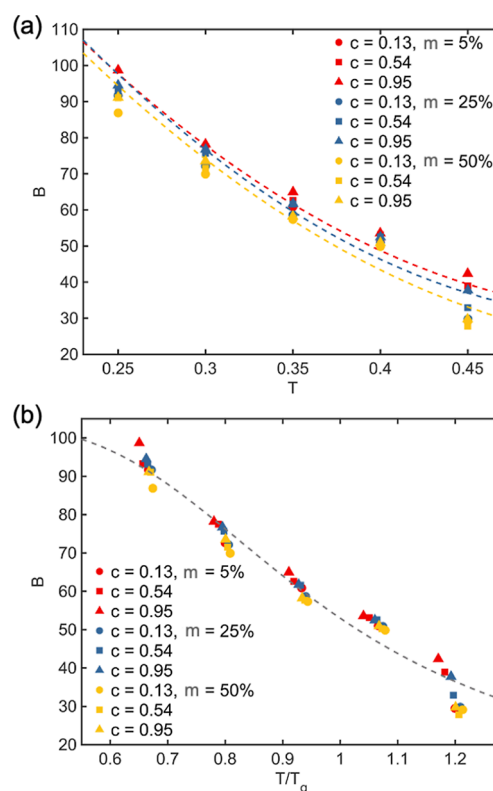 (a)
110
100
90
80
70
60
50
40
30
20
B
c = 0.13, m = 5%
c = 0.54
c = 0.95
c = 0.13, m = 25%
c = 0.54
c = 0.95
c = 0.13, m = 50%
c = 0.54
c = 0.95
0.25 0.3 0.35 0.4 0.45
T
(b)
100
90
80
70
60
50
40
30
20
B
c = 0.13, m = 5%
c = 0.54
c = 0.95
c = 0.13, m = 25%
c = 0.54
c = 0.95
c = 0.13, m = 50%
c = 0.54
c = 0.95
0.6 0.7 0.8 0.9 1 1.1 1.2
T/Tg